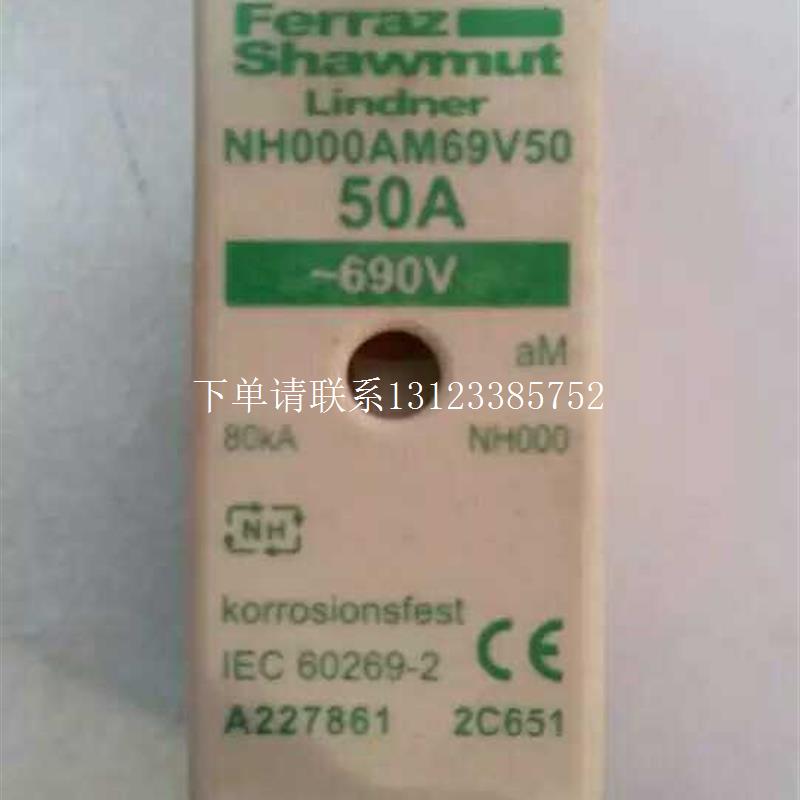 Ferraz
Shawmut
Lindner
NH000AM69V50
50A
~690V
aM
下单请联系13123385752
80kA NH000
NH
korrosionsfest
IEC 60269-2 CE
A227861 2C651